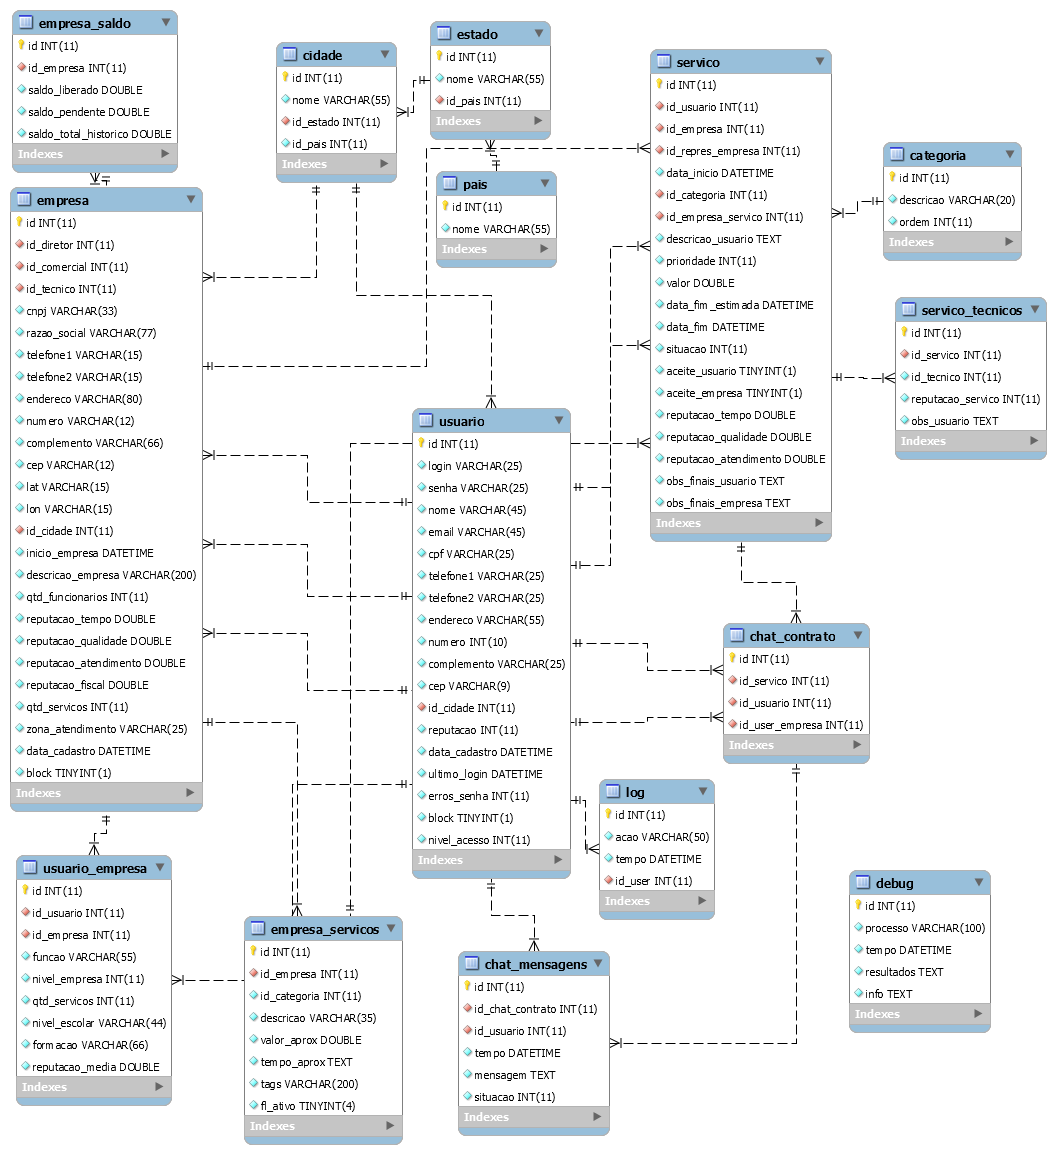 empresa_saldo
id INT(11)
id_empresa INT(11)
saldo_liberado DOUBLE
saldo_pendente DOUBLE
saldo_total_historico DOUBLE
Indexes
cidade
id INT(11)
nome VARCHAR(55)
id_estado INT(11)
id_pais INT(11)
Indexes
estado
id INT(11)
nome VARCHAR(55)
id_pais INT(11)
Indexes
pais
id INT(11)
nome VARCHAR(55)
Indexes
servico
id INT(11)
id_usuario INT(11)
id_empresa INT(11)
id_repres_empresa INT(11)
data_inicio DATETIME
id_categoria INT(11)
id_empresa_servico INT(11)
descricao_usuario TEXT
prioridade INT(11)
valor DOUBLE
data_fim_estimada DATETIME
data_fim DATETIME
situacao INT(11)
aceite_usuario TINYINT(1)
aceite_empresa TINYINT(1)
reputacao_tempo DOUBLE
reputacao_qualidade DOUBLE
reputacao_atendimento DOUBLE
obs_finais_usuario TEXT
obs_finais_empresa TEXT
Indexes
categoria
id INT(11)
descricao VARCHAR(20)
ordem INT(11)
Indexes
servico_tecnicos
id INT(11)
id_servico INT(11)
id_tecnico INT(11)
reputacao_servico INT(11)
obs_usuario TEXT
Indexes
empresa
id INT(11)
id_diretor INT(11)
id_comercial INT(11)
id_tecnico INT(11)
cnpj VARCHAR(33)
razao_social VARCHAR(77)
telefone1 VARCHAR(15)
telefone2 VARCHAR(15)
endereco VARCHAR(80)
numero VARCHAR(12)
complemento VARCHAR(66)
cep VARCHAR(12)
lat VARCHAR(15)
lon VARCHAR(15)
id_cidade INT(11)
inicio_empresa DATETIME
descricao_empresa VARCHAR(200)
qtd_funcionarios INT(11)
reputacao_tempo DOUBLE
reputacao_qualidade DOUBLE
reputacao_atendimento DOUBLE
reputacao_fiscal DOUBLE
qtd_servicos INT(11)
zona_atendimento VARCHAR(25)
data_cadastro DATETIME
block TINYINT(1)
Indexes
usuario
id INT(11)
login VARCHAR(25)
senha VARCHAR(25)
nome VARCHAR(45)
email VARCHAR(45)
cpf VARCHAR(25)
telefone1 VARCHAR(25)
telefone2 VARCHAR(25)
endereco VARCHAR(55)
numero INT(10)
complemento VARCHAR(25)
cep VARCHAR(9)
id_cidade INT(11)
reputacao INT(11)
data_cadastro DATETIME
ultimo_login DATETIME
erros_senha INT(11)
block TINYINT(1)
nivel_acesso INT(11)
Indexes
chat_contrato
id INT(11)
id_servico INT(11)
id_usuario INT(11)
id_user_empresa INT(11)
Indexes
log
id INT(11)
acao VARCHAR(50)
tempo DATETIME
id_user INT(11)
Indexes
usuario_empresa
id INT(11)
id_usuario INT(11)
id_empresa INT(11)
funcao VARCHAR(55)
nivel_empresa INT(11)
qtd_servicos INT(11)
nivel_escolar VARCHAR(44)
formacao VARCHAR(66)
reputacao_media DOUBLE
Indexes
empresa_servicos
id INT(11)
id_empresa INT(11)
id_categoria INT(11)
descricao VARCHAR(35)
valor_aprox DOUBLE
tempo_aprox TEXT
tags VARCHAR(200)
fl_ativo TINYINT(4)
Indexes
chat_mensagens
id INT(11)
id_chat_contrato INT(11)
id_usuario INT(11)
tempo DATETIME
mensagem TEXT
situacao INT(11)
Indexes
debug
id INT(11)
processo VARCHAR(100)
tempo DATETIME
resultados TEXT
info TEXT
Indexes